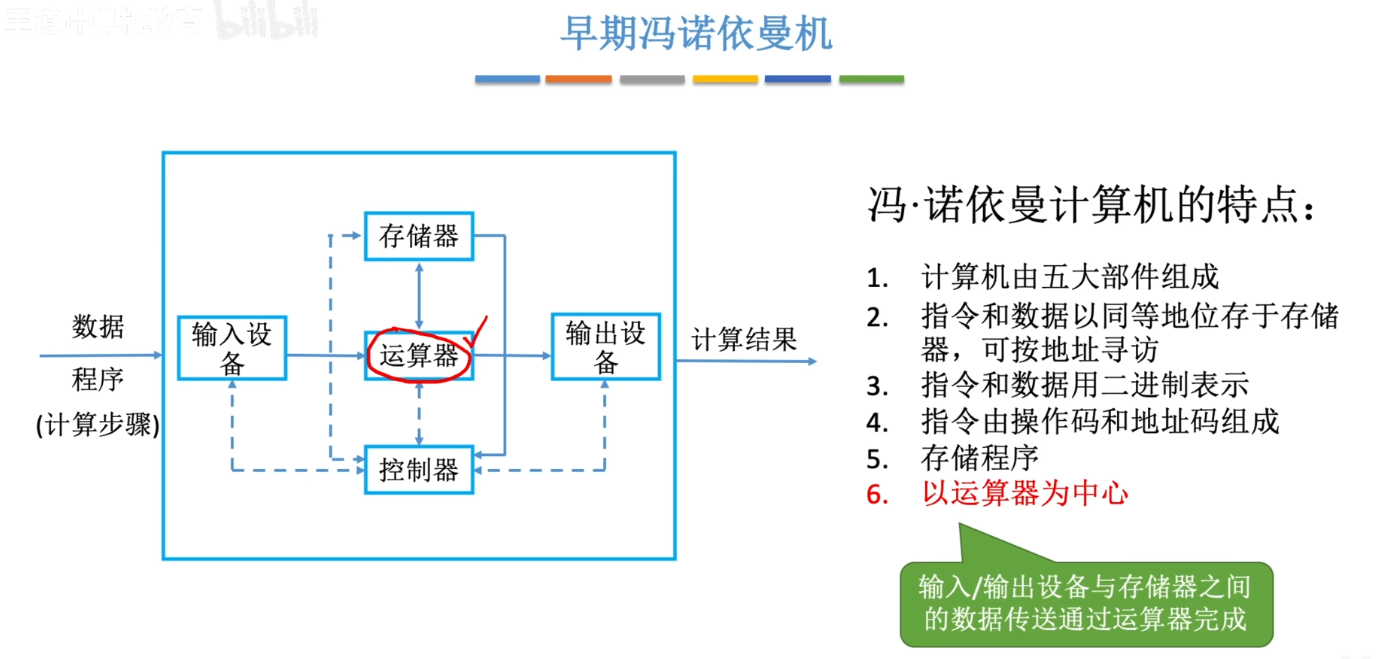 王道计算机教育 bilibili
早期冯诺依曼机
数据
程序
(计算步骤)
输入设
备
存储器
运算器
控制器
输出设
备
计算结果
冯·诺依曼计算机的特点：
1. 计算机由五大部件组成
2. 指令和数据以同等地位存于存储
器，可按地址寻访
3. 指令和数据用二进制表示
4. 指令由操作码和地址码组成
5. 存储程序
6. 以运算器为中心
输入/输出设备与存储器之间
的数据传送通过运算器完成